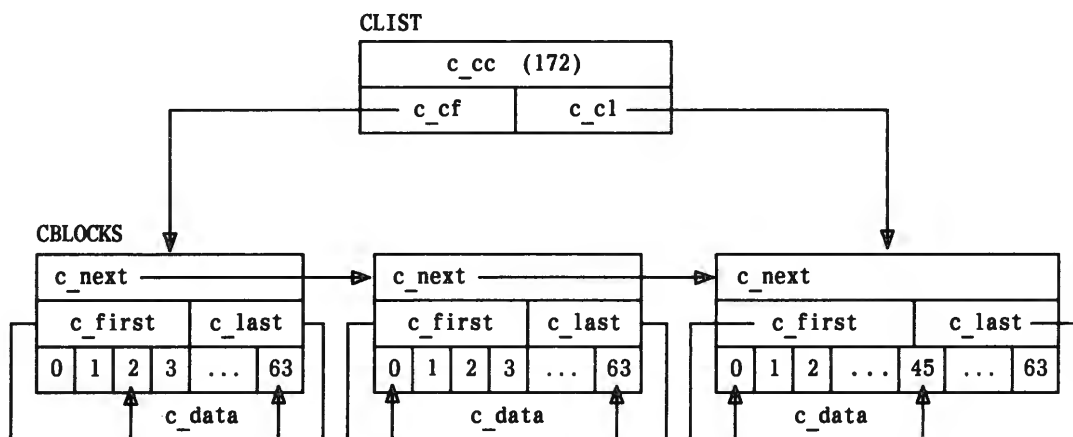 CLIST
c_cc (172)
c_cf c_cl
CBLOCKS
c_next c_next c_next
c_first c_last c_first c_last c_first c_last
0 1 2 3 ... 63 0 1 2 3 ... 63 0 1 2 ... 45 ... 63
c_data c_data c_data